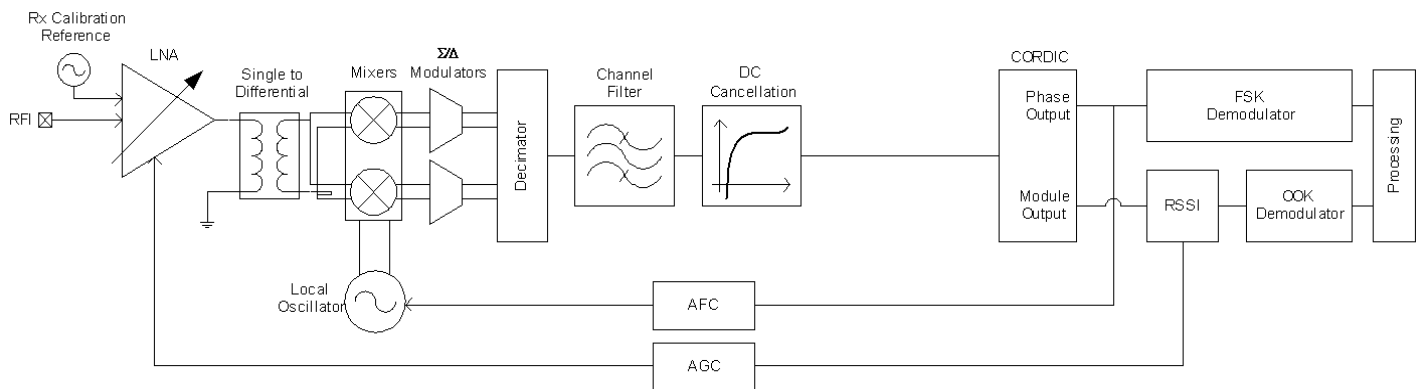 Rx Calibration
Reference
LNA
RFI
Single to
Differential
Mixers
Σ/Δ
Modulators
Decimator
Channel
Filter
DC
Cancellation
CORDIC
Phase
Output
Module
Output
FSK
Demodulator
RSSI
OOK
Demodulator
Processing
Local
Oscillator
AFC
AGC